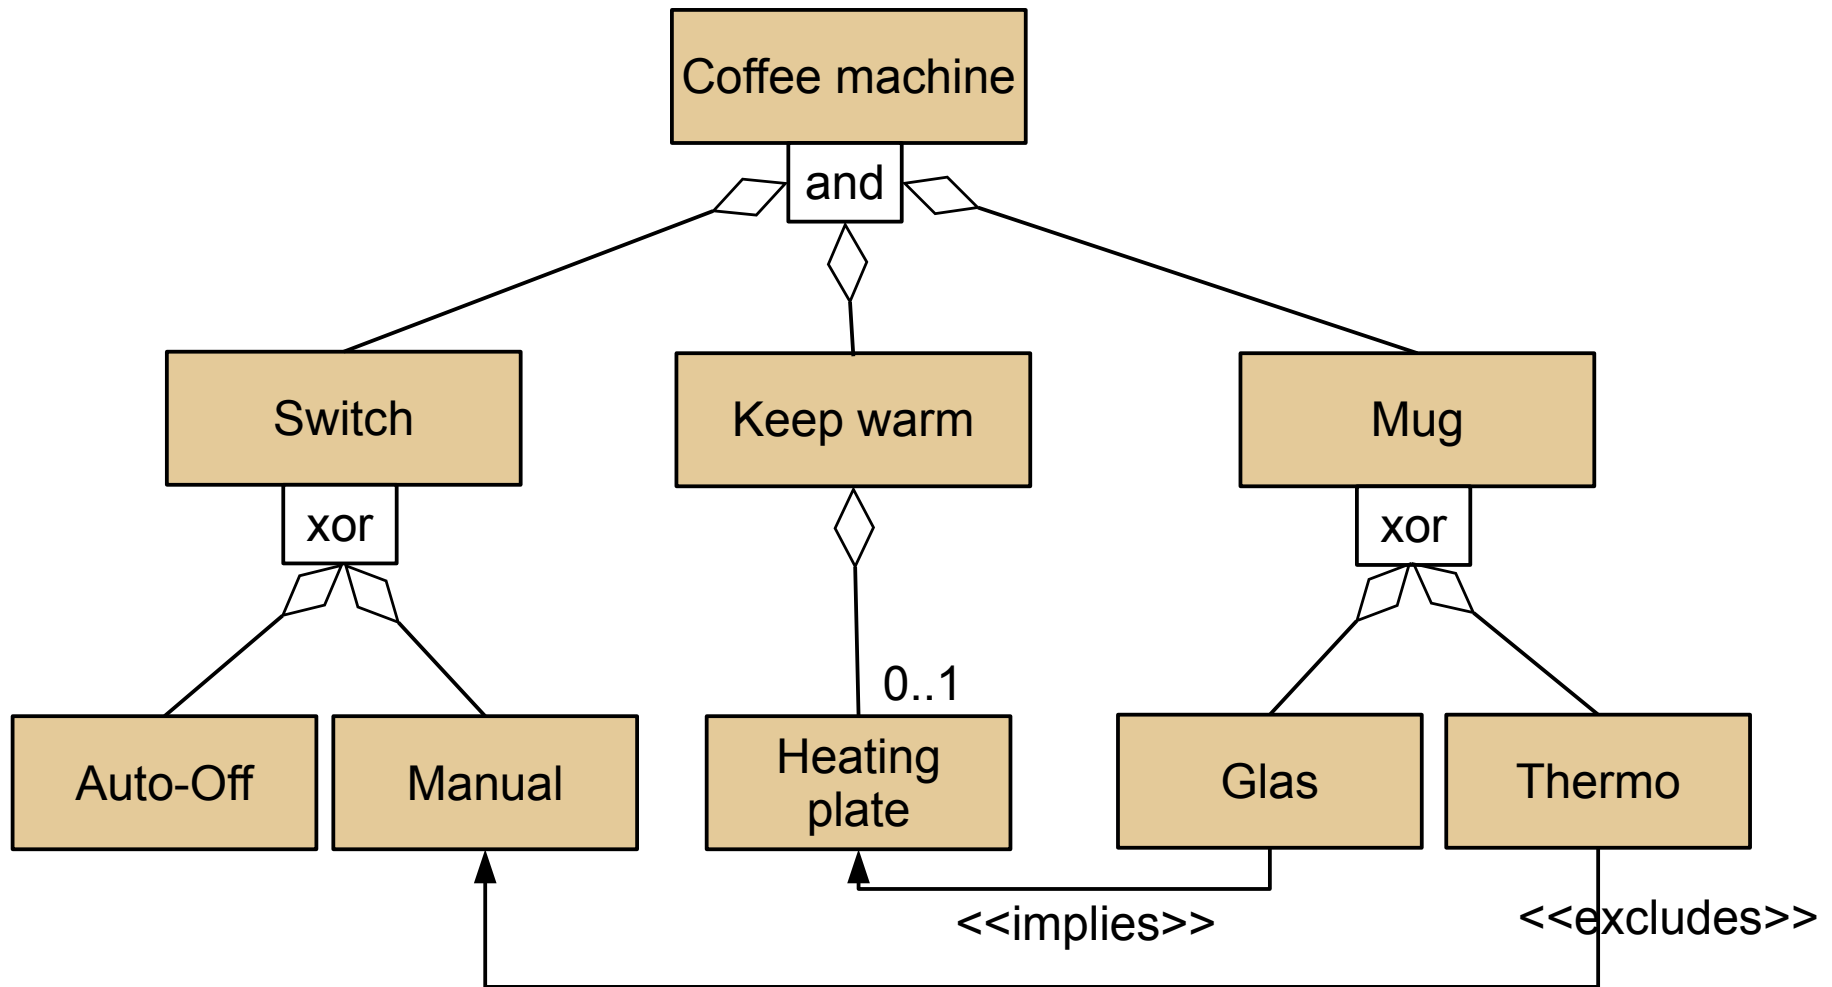 Coffee machine
and
Switch
Keep warm
Mug
xor
xor
0..1
Auto-Off
Manual
Heating
plate
Glas
Thermo
<<implies>>
<<excludes>>